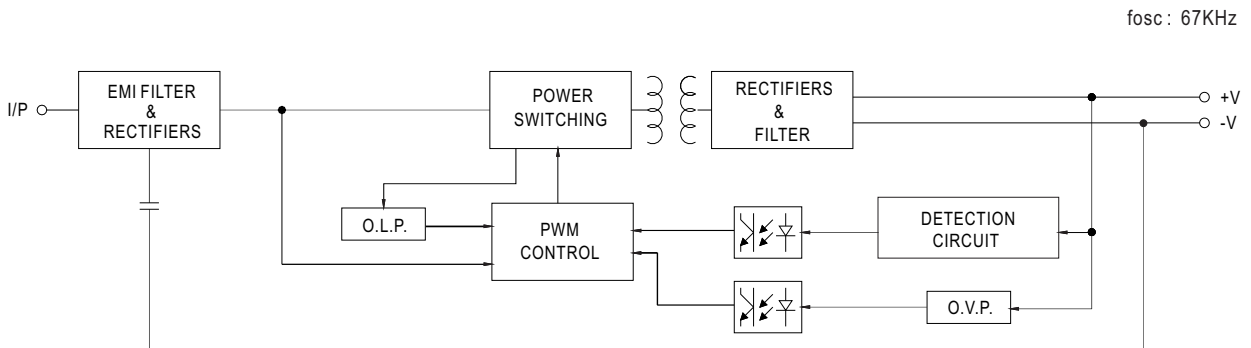 fosc : 67KHz
I/P
EMI FILTER
&
RECTIFIERS
POWER
SWITCHING
RECTIFIERS
&
FILTER
+V
-V
O.L.P.
PWM
CONTROL
DETECTION
CIRCUIT
O.V.P.